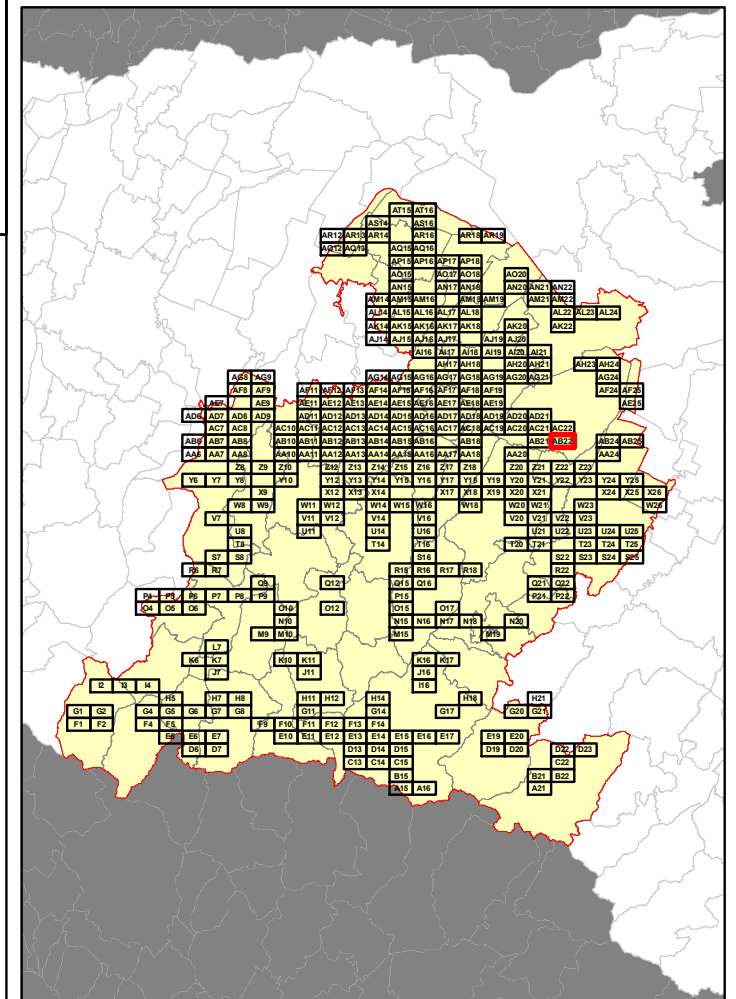 AT15 AT16
AS14 AS16
AR12 AR13 AR14 AR16 AR18 AR19
AQ12 AQ13 AQ15 AQ16
AP15 AP16 AP17 AP18
AO15 AO17 AO18 AO20
AN15 AN17 AN18 AN20 AN21 AN22
AM14 AM15 AM16 AM18 AM19 AM21 AM22
AL14 AL15 AL16 AL17 AL18 AL22 AL23 AL24
AK14 AK15 AK16 AK17 AK18 AK20 AK22
AJ14 AJ15 AJ16 AJ17 AJ19 AJ20
AI16 AI17 AI18 AI19 AI20 AI21
AH17 AH18 AH20 AH21 AH23 AH24
AG8 AG9 AG14 AG15 AG16 AG17 AG18 AG19 AG20 AG21 AG24
AF8 AF9 AF11 AF12 AF13 AF14 AF15 AF16 AF17 AF18 AF19 AF24 AF25
AE7 AE9 AE11 AE12 AE13 AE14 AE15 AE16 AE17 AE18 AE19 AE25
AD6 AD7 AD8 AD9 AD11 AD12 AD13 AD14 AD15 AD16 AD17 AD18 AD19 AD20 AD21
AC7 AC8 AC10 AC11 AC12 AC13 AC14 AC15 AC16 AC17 AC18 AC19 AC20 AC21 AC22
AB6 AB7 AB8 AB10 AB11 AB12 AB13 AB14 AB15 AB16 AB18 AB21 AB22 AB24 AB25
AA6 AA7 AA8 AA10 AA11 AA12 AA13 AA14 AA15 AA16 AA17 AA18 AA20 AA24
Z8 Z9 Z10 Z12 Z13 Z14 Z15 Z16 Z17 Z18 Z20 Z21 Z22 Z23
Y6 Y7 Y8 Y10 Y12 Y13 Y14 Y15 Y16 Y17 Y18 Y19 Y20 Y21 Y22 Y23 Y24 Y25
X9 X12 X13 X14 X17 X18 X19 X20 X21 X24 X25 X26
W8 W9 W11 W12 W14 W15 W16 W18 W20 W21 W23 W26
V7 V11 V12 V14 V16 V20 V21 V22 V23
U8 U11 U14 U16 U21 U22 U23 U24 U25
T8 T14 T16 T20 T21 T23 T24 T25
S7 S8 S16 S22 S23 S24 S25
R6 R7 R15 R16 R17 R18 R22
Q9 Q12 Q15 Q16 Q21 Q22
P4 P5 P6 P7 P8 P9 P15 P21 P22
O4 O5 O6 O10 O12 O15 O17
N10 N15 N16 N17 N18 N20
M9 M10 M15 M19
L7
K6 K7 K10 K11 K16 K17
J7 J11 J16
I2 I3 I4 I16
H5 H7 H8 H11 H12 H14 H18 H21
G1 G2 G4 G5 G6 G7 G8 G11 G14 G17 G20 G21
F1 F2 F4 F5 F9 F10 F11 F12 F13 F14
E5 E6 E7 E10 E11 E12 E13 E14 E15 E16 E17 E19 E20
D6 D7 D13 D14 D15 D19 D20 D22 D23
C13 C14 C15 C22
B15 B21 B22
A15 A16 A21